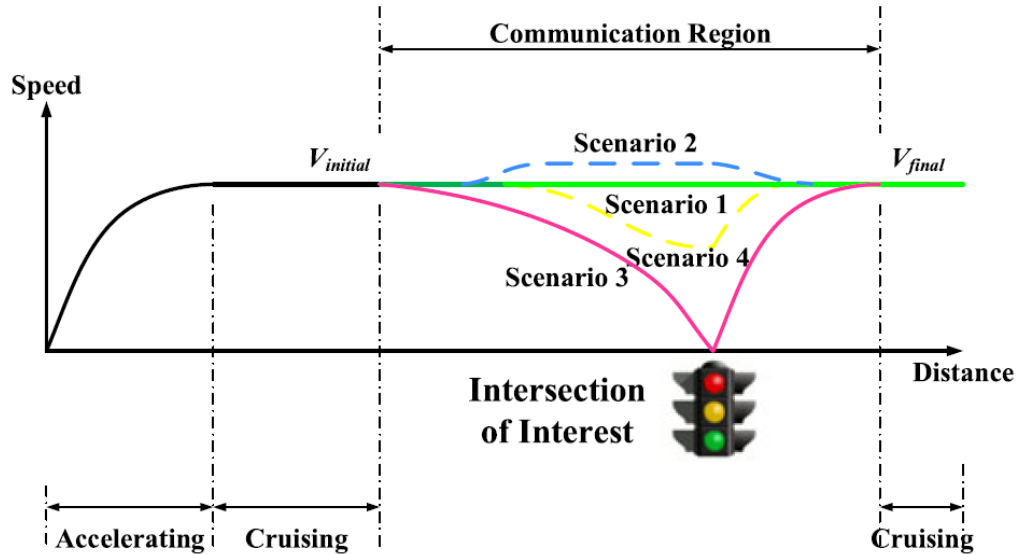 Communication Region
Speed
V_initial
Scenario 2
V_final
Scenario 1
Scenario 4
Scenario 3
Distance
Intersection
of Interest
Accelerating
Cruising
Cruising